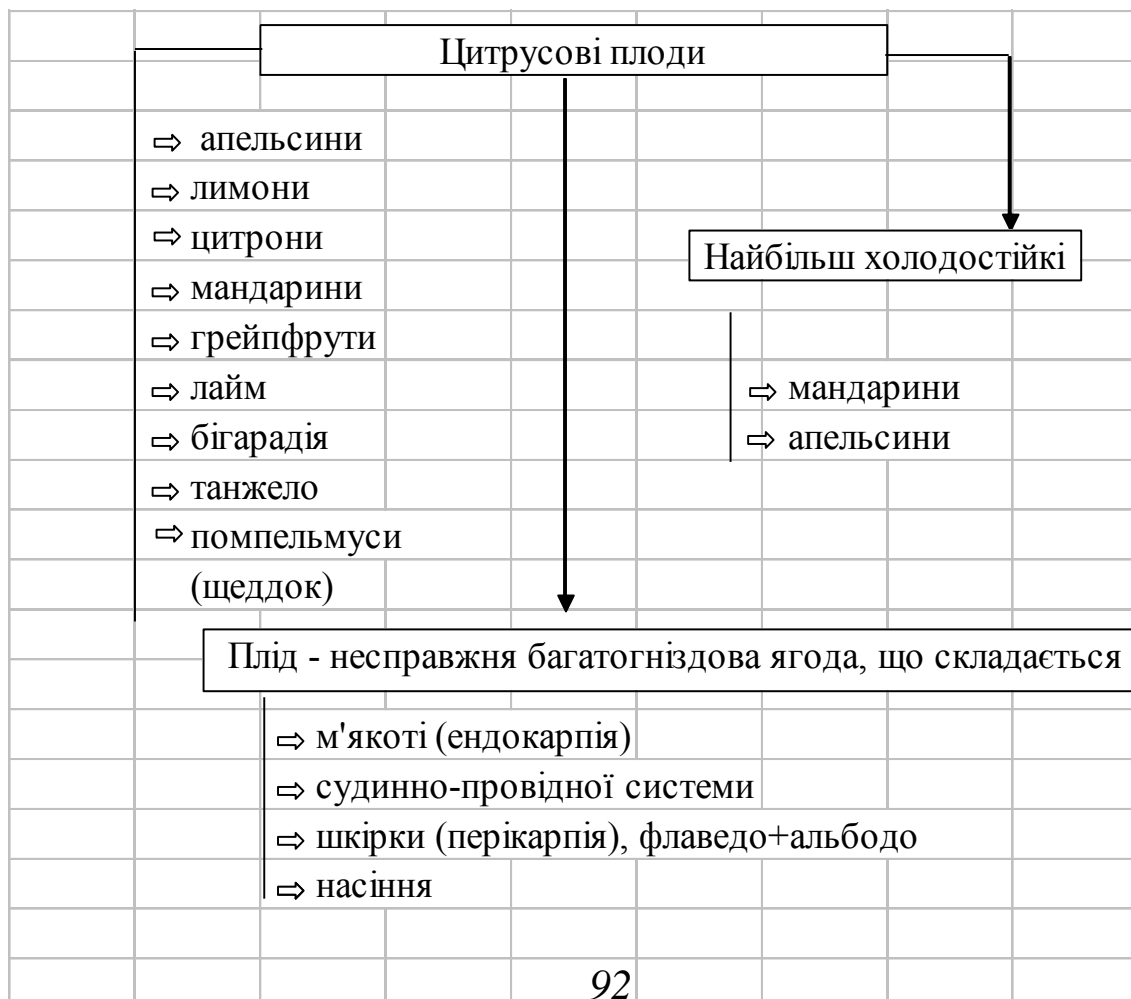 Цитрусові плоди
⇨ апельсини
⇨ лимони
⇨ цитрони
⇨ мандарини
⇨ грейпфрути
⇨ лайм
⇨ бігарадія
⇨ танжело
⇨ помпельмуси
(щеддок)
Найбільш холодостійкі
⇨ мандарини
⇨ апельсини
Плід - несправжня багатогніздова ягода, що складається
⇨ м'якоті (ендокарпія)
⇨ судинно-провідної системи
⇨ шкірки (перікарпія), флаведо+альбодо
⇨ насіння
92